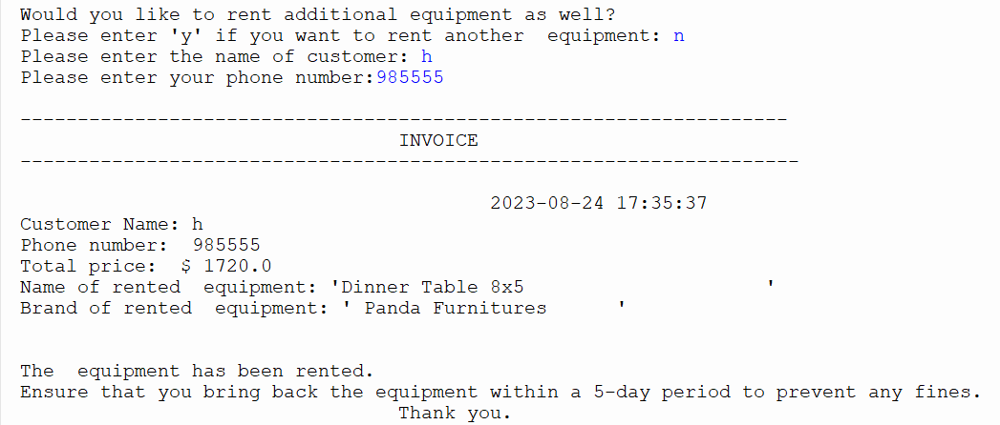 Would you like to rent additional equipment as well?
Please enter 'y' if you want to rent another  equipment: n
Please enter the name of customer: h
Please enter your phone number:985555
-------------------------------------------------------------------
INVOICE
--------------------------------------------------------------------
2023-08-24 17:35:37
Customer Name: h
Phone number:  985555
Total price:  $ 1720.0
Name of rented  equipment: 'Dinner Table 8x5                     '
Brand of rented  equipment: ' Panda Furnitures      '
The  equipment has been rented.
Ensure that you bring back the equipment within a 5-day period to prevent any fines.
Thank you.